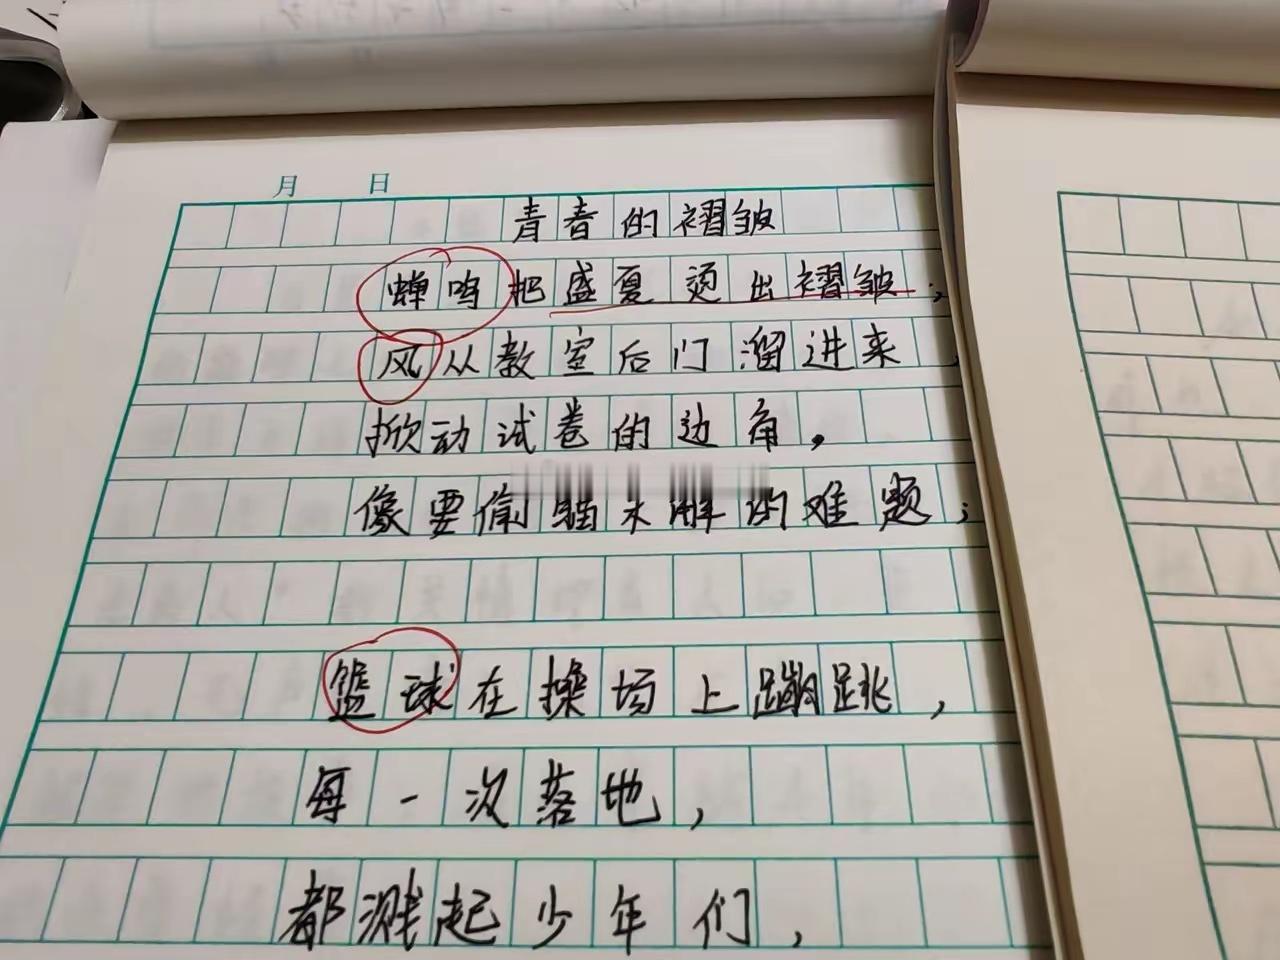 月 日
青春的褶皱
蝉鸣把盛夏烫出褶皱；
风从教室后门溜进来
掀动试卷的边角，
像要偷 未解的难题；
篮球在操场上蹦跳，
每一次落地，
都溅起少年们，